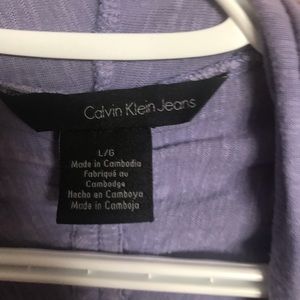 Calvin Klein Jeans
L/G
Made in Cambodia
Fabriqué au
Cambodge
Hecho en Camboya
Made in Camboja